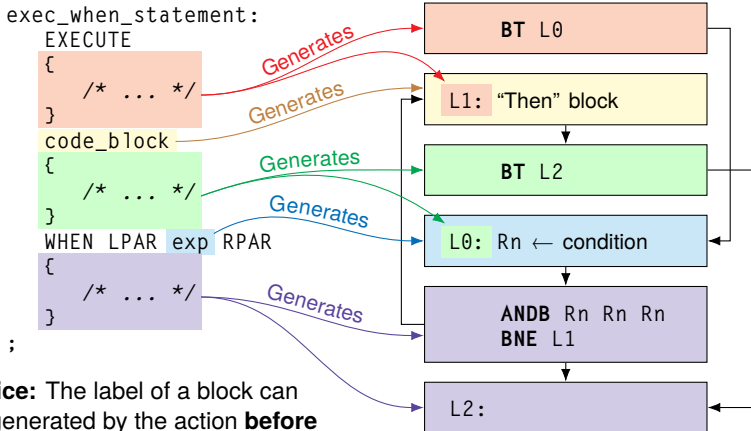 exec_when_statement:
EXECUTE
{
/* ... */
}
code_block
{
/* ... */
}
WHEN LPAR exp RPAR
{
/* ... */
}
;
Generates
Generates
Generates
Generates
Generates
BT L0
L1: “Then” block
BT L2
L0: Rn ← condition
ANDB Rn Rn Rn
BNE L1
L2:
ice: The label of a block can
generated by the action before